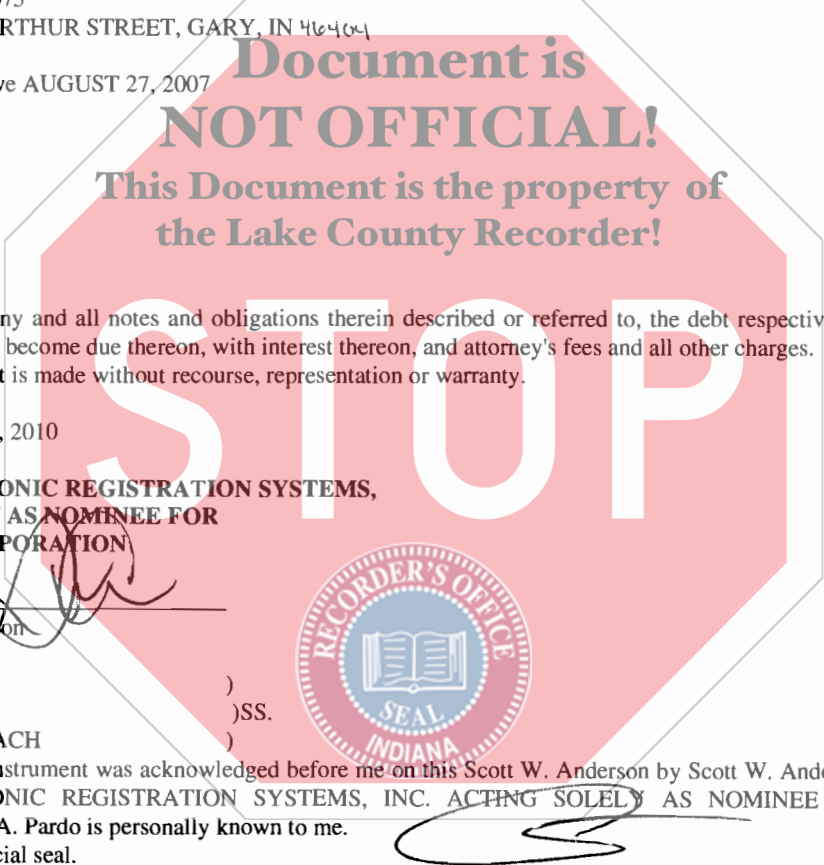 RTHUR STREET, GARY, IN 46404
ve AUGUST 27, 2007
Document is
NOT OFFICIAL!
This Document is the property of
the Lake County Recorder!
ny and all notes and obligations therein described or referred to, the debt respectiv
become due thereon, with interest thereon, and attorney's fees and all other charges.
t is made without recourse, representation or warranty.
, 2010
STOP
ONIC REGISTRATION SYSTEMS,
AS NOMINEE FOR
PORATION
on
RECORDER'S OFFICE
SEAL
INDIANA
)
)SS.
ACH )
nstrument was acknowledged before me on this Scott W. Anderson by Scott W. Ande
ONIC REGISTRATION SYSTEMS, INC. ACTING SOLELY AS NOMINEE
A. Pardo is personally known to me.
cial seal.